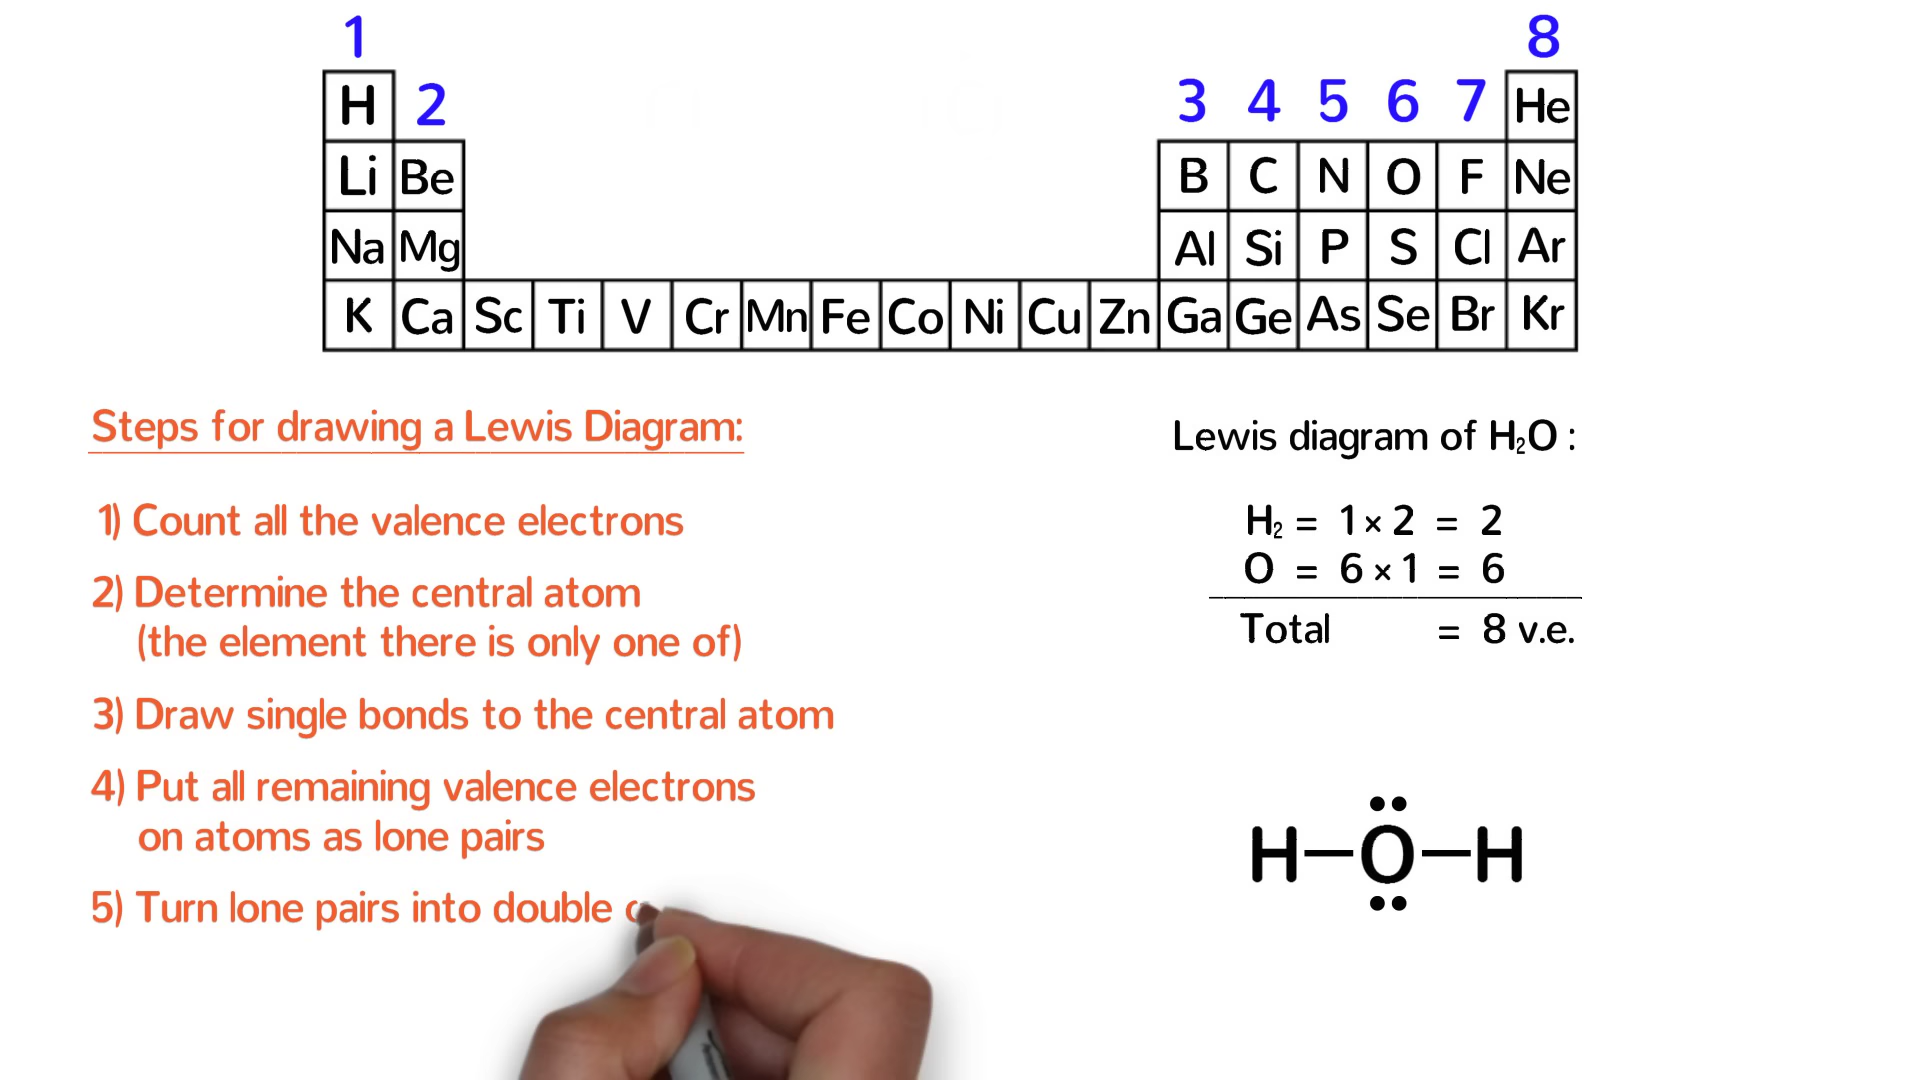 1 8
H 2 3 4 5 6 7 He
Li Be B C N O F Ne
Na Mg Al Si P S Cl Ar
K Ca Sc Ti V Cr Mn Fe Co Ni Cu Zn Ga Ge As Se Br Kr
Steps for drawing a Lewis Diagram:
1) Count all the valence electrons
2) Determine the central atom
(the element there is only one of)
3) Draw single bonds to the central atom
4) Put all remaining valence electrons
on atoms as lone pairs
5) Turn lone pairs into double
Lewis diagram of H₂O :
H₂ = 1 × 2 = 2
O = 6 × 1 = 6
Total = 8 v.e.
H–O–H